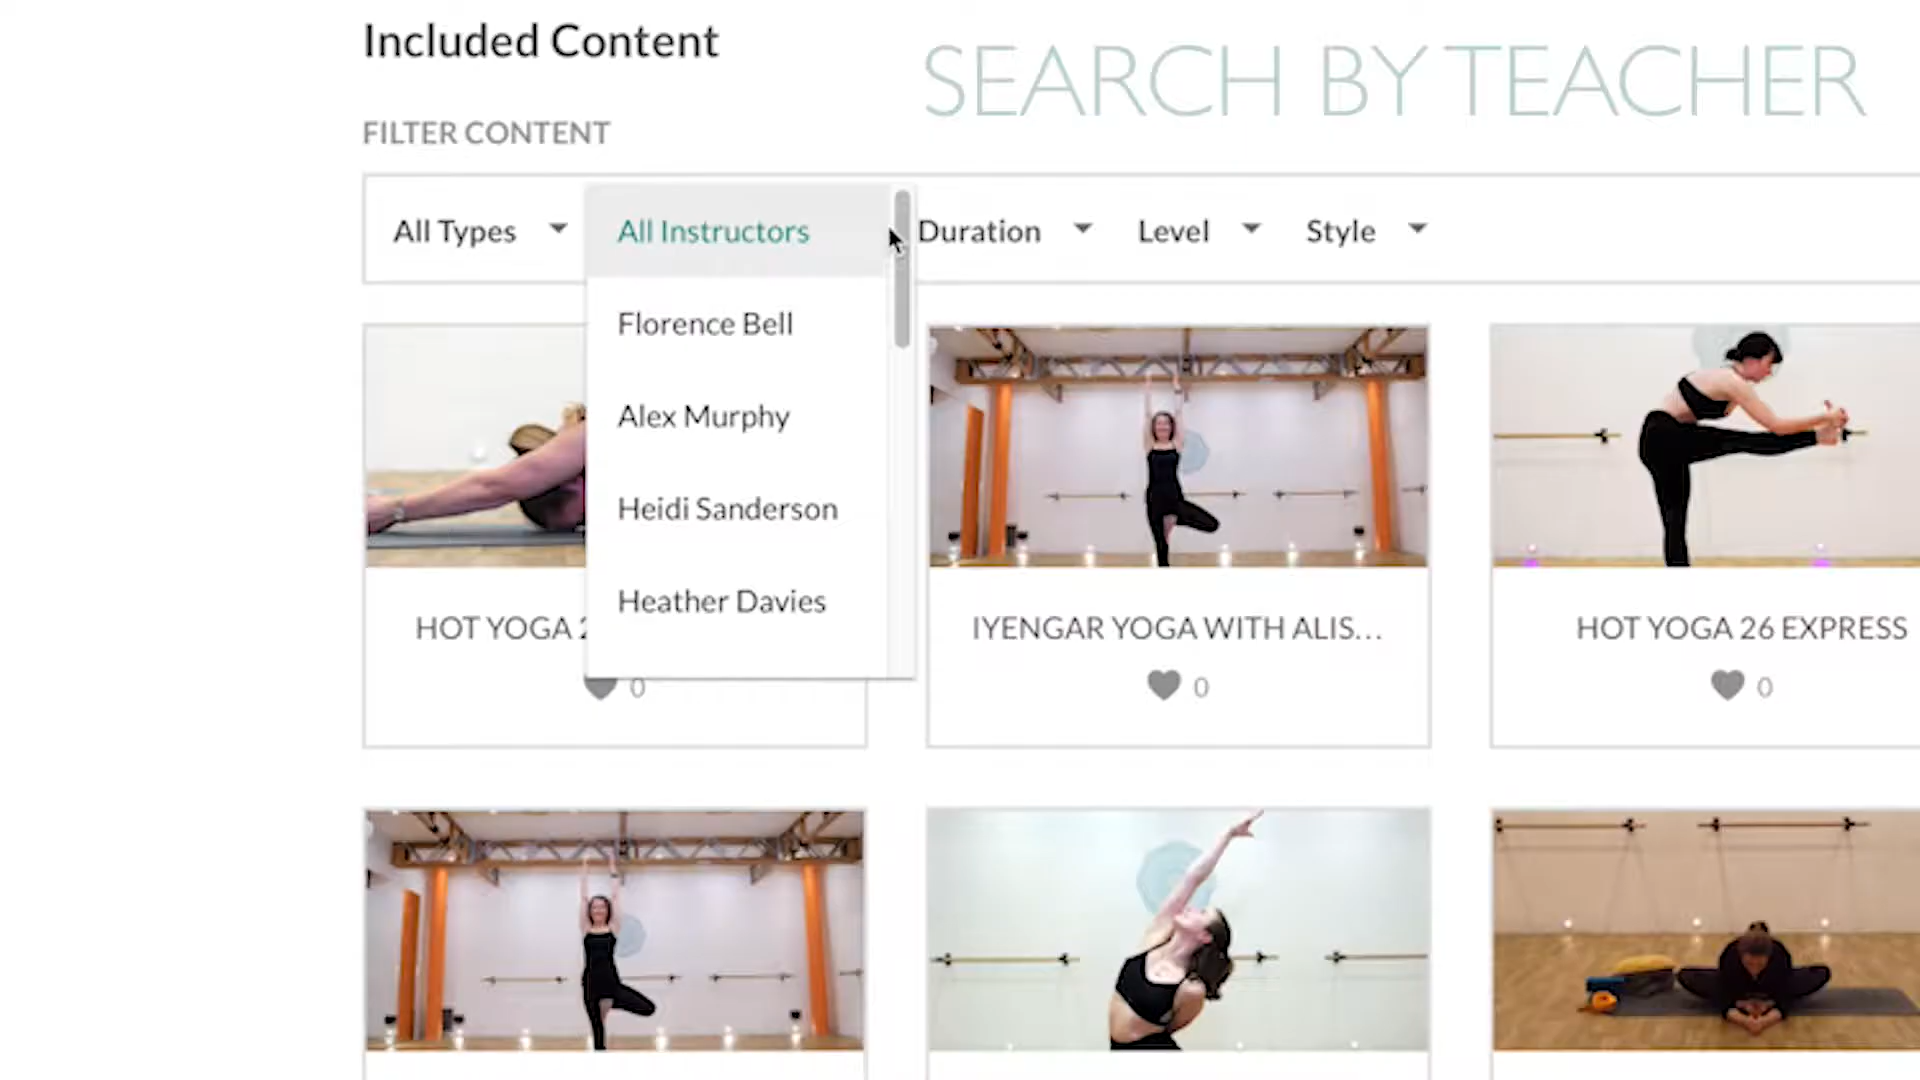 Included Content
SEARCH BY TEACHER
FILTER CONTENT
All Types
All Instructors
Duration
Level
Style
Florence Bell
Alex Murphy
Heidi Sanderson
Heather Davies
HOT YOGA
IYENGAR YOGA WITH ALIS...
HOT YOGA 26 EXPRESS
0
0
0